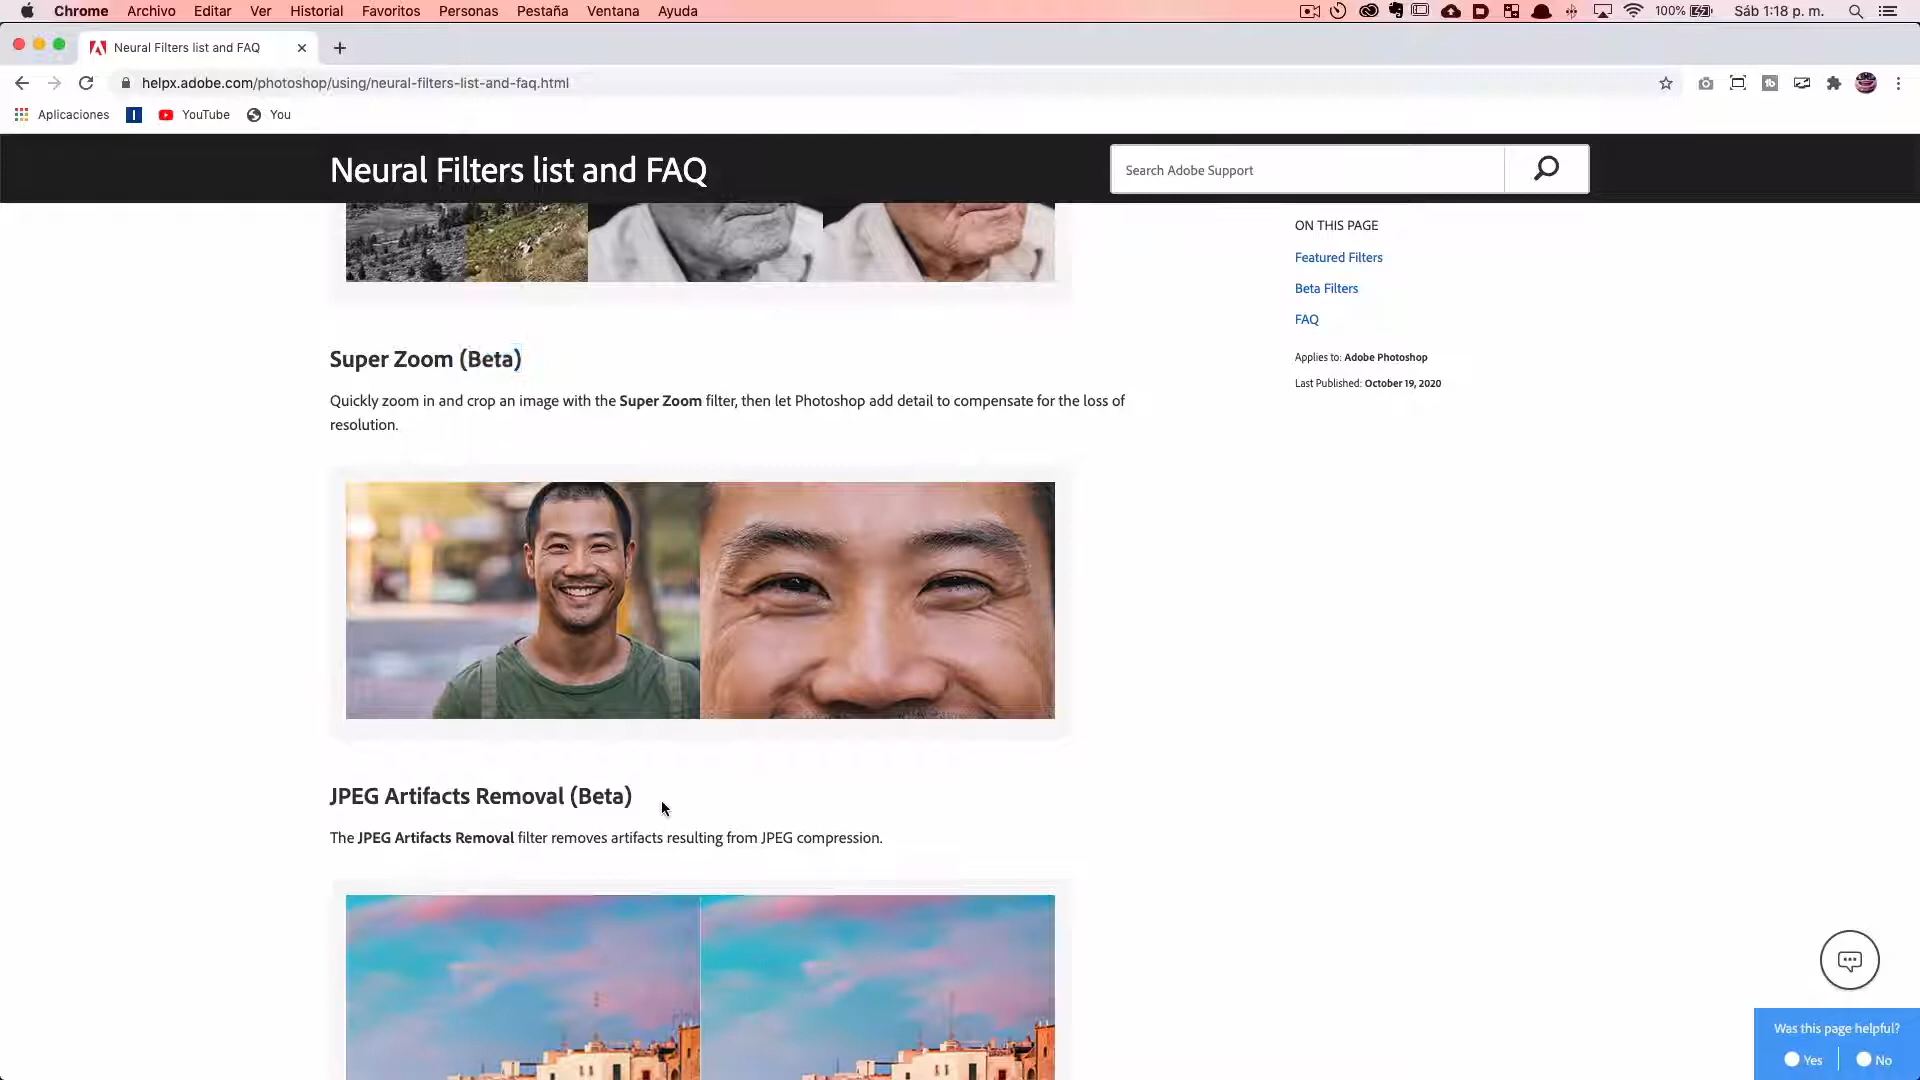 Chrome Archivo Editar Ver Historial Favoritos Personas Pestaña Ventana Ayuda 100% Sáb 1:18 p. m.
Neural Filters list and FAQ
helpx.adobe.com/photoshop/using/neural-filters-list-and-faq.html
Aplicaciones YouTube You
Neural Filters list and FAQ
Search Adobe Support
ON THIS PAGE
Featured Filters
Beta Filters
FAQ
Applies to: Adobe Photoshop
Last Published: October 19, 2020
Super Zoom (Beta)
Quickly zoom in and crop an image with the Super Zoom filter, then let Photoshop add detail to compensate for the loss of
resolution.
JPEG Artifacts Removal (Beta)
The JPEG Artifacts Removal filter removes artifacts resulting from JPEG compression.
Was this page helpful?
Yes No